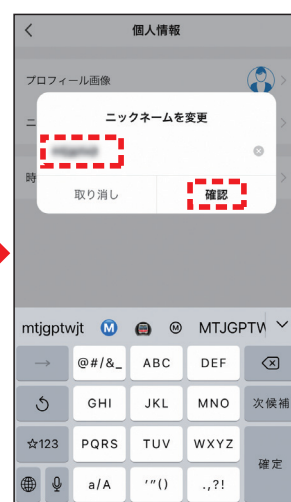 個人情報
プロフィール画像
ニ
ニックネームを変更
時
取り消し 確認
mtjgptwjt Ⓜ Ⓜ MTJGPTW
→ @#/&_ ABC DEF
GHI JKL MNO 次候補
☆123 PQRS TUV WXYZ
a/A '"() .,?! 確定